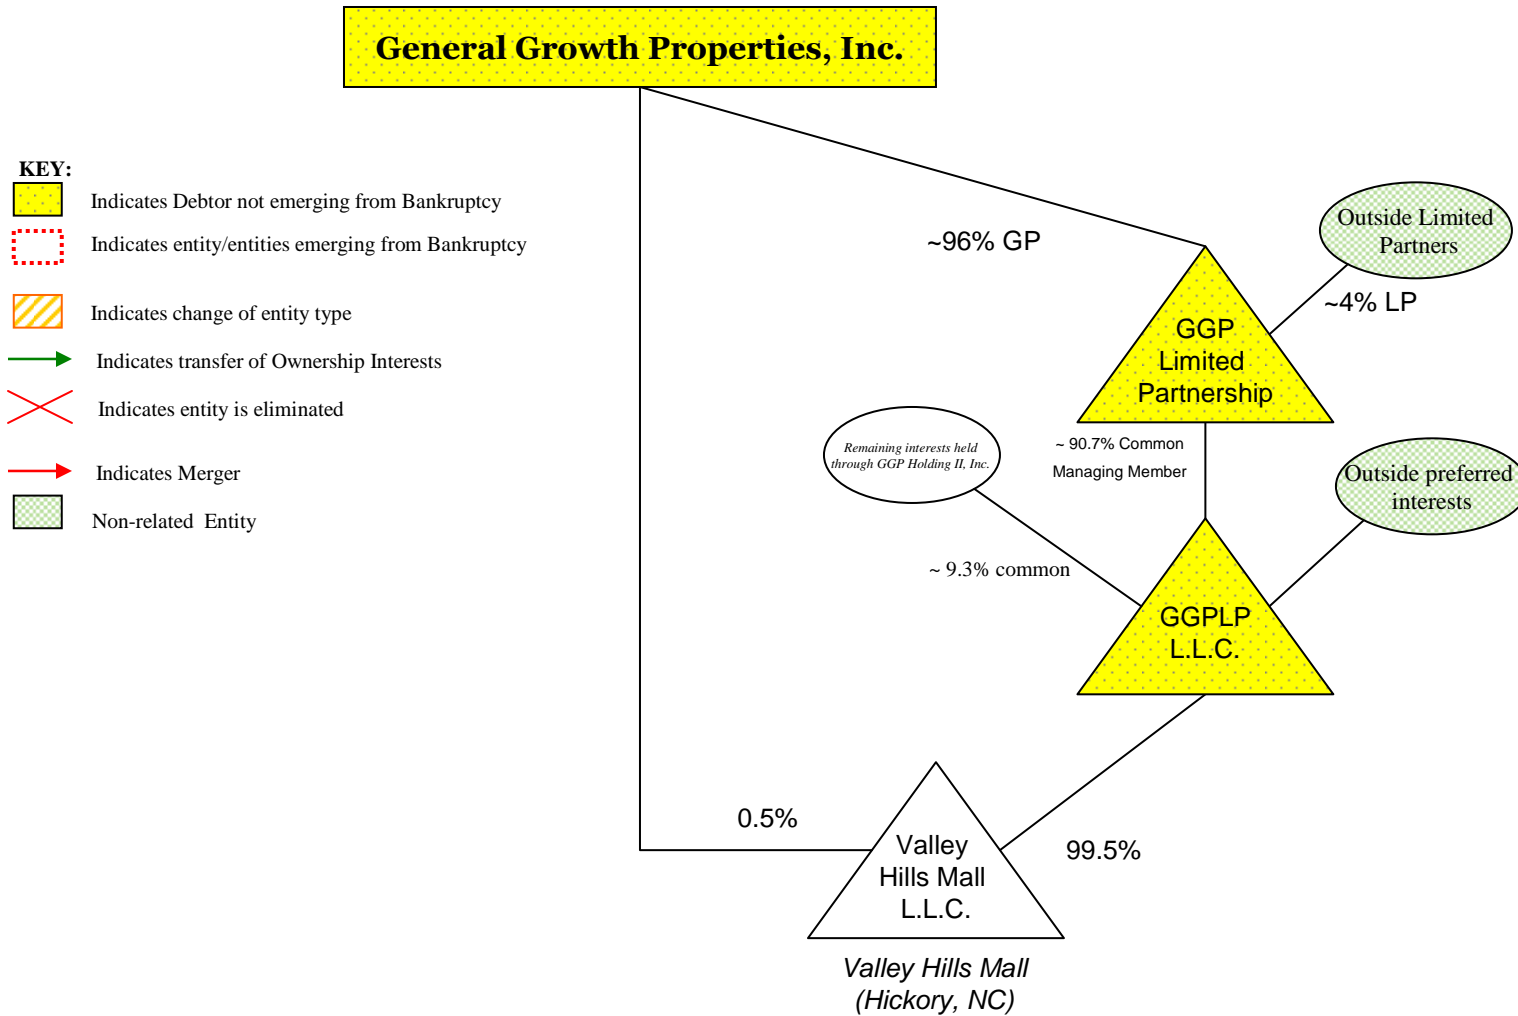 General Growth Properties, Inc.
KEY:
Indicates Debtor not emerging from Bankruptcy
Indicates entity/entities emerging from Bankruptcy
Indicates change of entity type
Indicates transfer of Ownership Interests
Indicates entity is eliminated
Indicates Merger
Non-related Entity
~96% GP
Outside Limited
Partners
~4% LP
GGP
Limited
Partnership
Remaining interests held
through GGP Holding II, Inc.
~ 90.7% Common
Managing Member
Outside preferred
interests
~ 9.3% common
GGPLP
L.L.C.
0.5%
99.5%
Valley
Hills Mall
L.L.C.
Valley Hills Mall
(Hickory, NC)